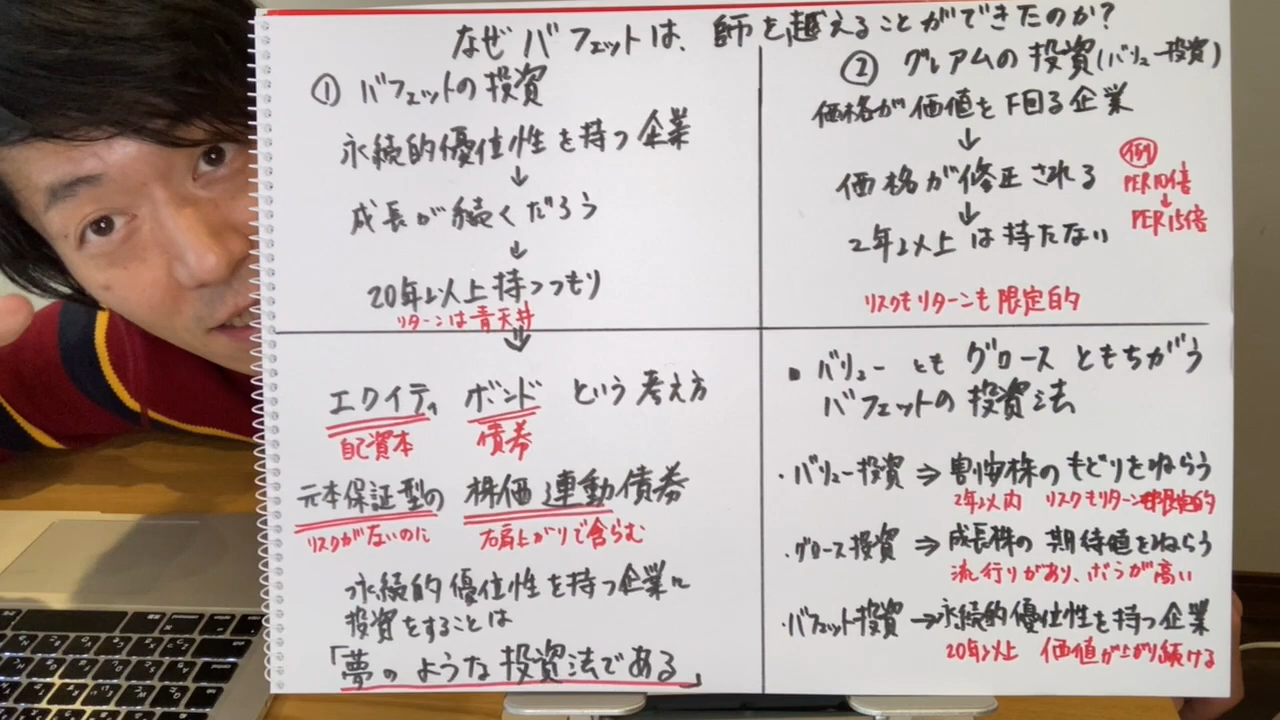 なぜバフェットは、師を越えることができたのか?
① バフェットの投資
永続的優位性を持つ企業
↓
成長が続くだろう
↓
20年以上持つつもり
リターンは青天井
⇓
エクイティ ボンド という考え方
自己資本 債券
元本保証型の 株価連動債券
リスクがないのに 右肩上がりで含らむ
永続的優位性を持つ企業に
投資をすることは
「夢のような投資法である」
② グレアムの投資(バリュー投資)
価格が価値を下回る企業
↓
価格が修正される
↓
2年以上は持たない
例
PER10倍
↓
PER15倍
リスクもリターンも限定的
・バリューともグロースともちがう
バフェットの投資法
・バリュー投資 ⇒ 割安株のもどりをねらう
2年以内 リスクもリターンも限定的
・グロース投資 ⇒ 成長株の期待値をねらう
流行りがあり、ボラが高い
・バフェット投資 → 永続的優位性を持つ企業
20年以上 価値が上がり続ける